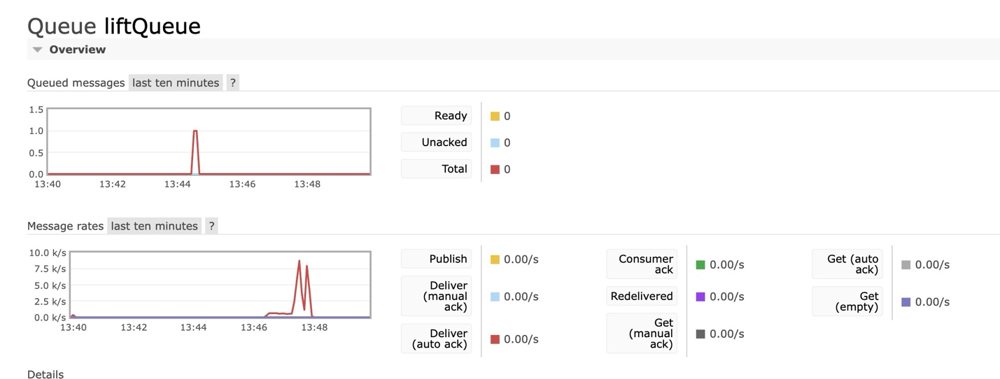 Queue liftQueue
Overview
Queued messages last ten minutes ?
1.5
1.0
0.5
0.0
13:40 13:42 13:44 13:46 13:48
Ready 0
Unacked 0
Total 0
Message rates last ten minutes ?
10.0 k/s
7.5 k/s
5.0 k/s
2.5 k/s
0.0 k/s
13:40 13:42 13:44 13:46 13:48
Publish 0.00/s
Deliver
(manual
ack)
0.00/s
Deliver
(auto ack)
0.00/s
Consumer
ack
0.00/s
Redelivered 0.00/s
Get
(manual
ack)
0.00/s
Get (auto
ack)
0.00/s
Get
(empty)
0.00/s
Details